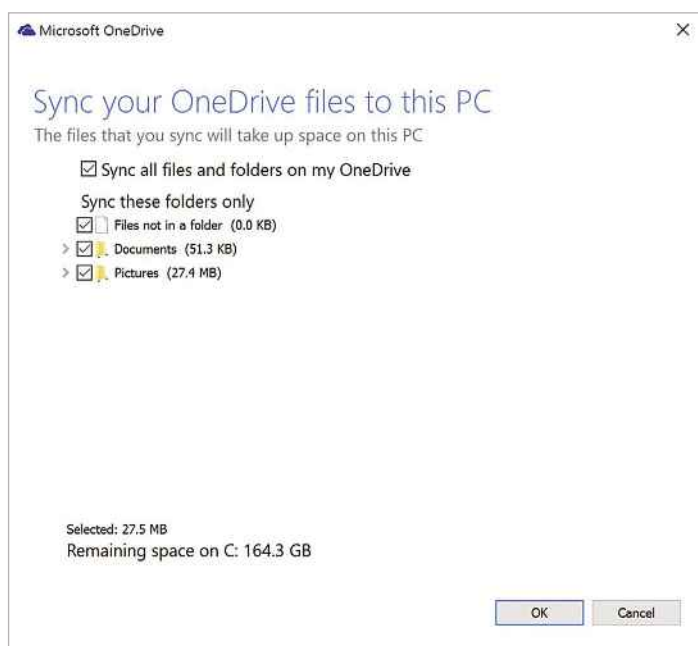 Microsoft OneDrive
Sync your OneDrive files to this PC
The files that you sync will take up space on this PC
Sync all files and folders on my OneDrive
Sync these folders only
Files not in a folder (0.0 KB)
Documents (51.3 KB)
Pictures (27.4 MB)
Selected: 27.5 MB
Remaining space on C: 164.3 GB
OK Cancel